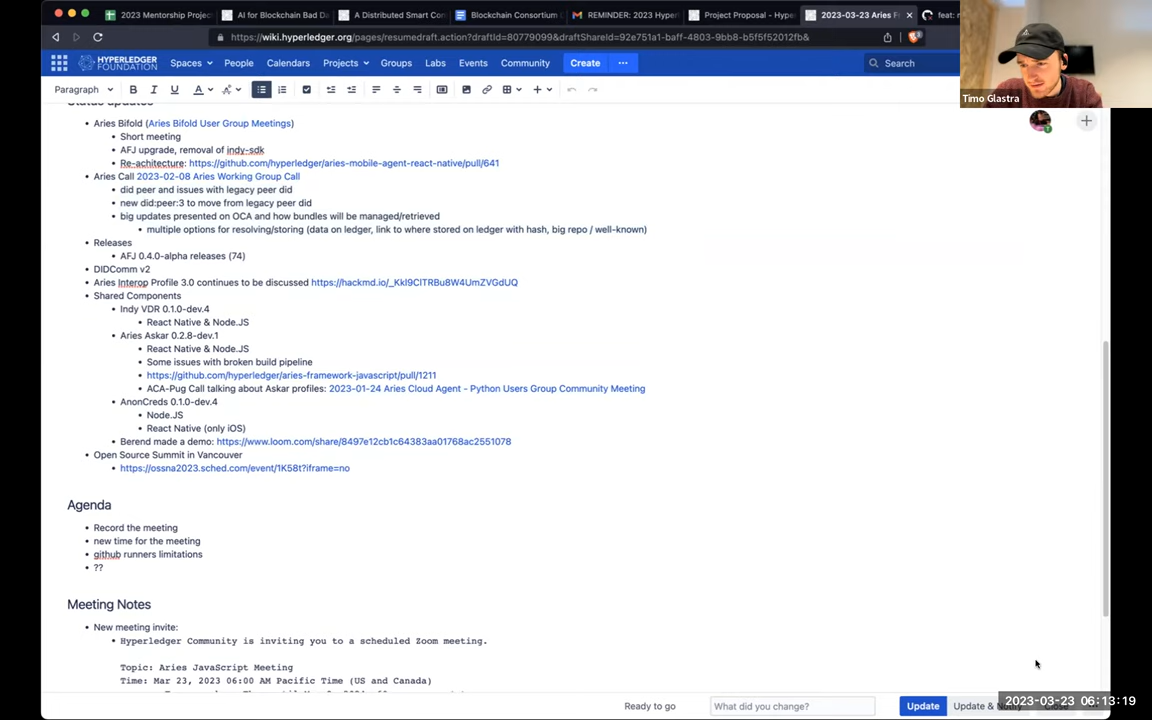 2023 Mentorship Projec
AI for Blockchain Bad Da
A Distributed Smart Con
Blockchain Consortium
REMINDER: 2023 Hyperl
Project Proposal - Hype
2023-03-23 Aries F
feat: r
https://wiki.hyperledger.org/pages/resumedraft.action?draftId=80779099&draftShareId=92e751a1-baff-4803-9bb8-b5f5f52012fb&
HYPERLEDGER FOUNDATION
Spaces People Calendars Projects Groups Labs Events Community Create ··· Search
Paragraph B I U A
Timo Glastra
Status updates
• Aries Bifold (Aries Bifold User Group Meetings)
• Short meeting
• AFJ upgrade, removal of indy-sdk
• Re-achitecture: https://github.com/hyperledger/aries-mobile-agent-react-native/pull/641
• Aries Call 2023-02-08 Aries Working Group Call
• did peer and issues with legacy peer did
• new did:peer:3 to move from legacy peer did
• big updates presented on OCA and how bundles will be managed/retrieved
• multiple options for resolving/storing (data on ledger, link to where stored on ledger with hash, big repo / well-known)
• Releases
• AFJ 0.4.0-alpha releases (74)
• DIDComm v2
• Aries Interop Profile 3.0 continues to be discussed https://hackmd.io/_Kkl9ClTRBu8W4UmZVGdUQ
• Shared Components
• Indy VDR 0.1.0-dev.4
• React Native & Node.JS
• Aries Askar 0.2.8-dev.1
• React Native & Node.JS
• Some issues with broken build pipeline
• https://github.com/hyperledger/aries-framework-javascript/pull/1211
• ACA-Pug Call talking about Askar profiles: 2023-01-24 Aries Cloud Agent - Python Users Group Community Meeting
• AnonCreds 0.1.0-dev.4
• Node.JS
• React Native (only iOS)
• Berend made a demo: https://www.loom.com/share/8497e12cb1c64383aa01768ac2551078
• Open Source Summit in Vancouver
• https://ossna2023.sched.com/event/1K58t?iframe=no
Agenda
• Record the meeting
• new time for the meeting
• github runners limitations
• ??
Meeting Notes
• New meeting invite:
• Hyperledger Community is inviting you to a scheduled Zoom meeting.
Topic: Aries JavaScript Meeting
Time: Mar 23, 2023 06:00 AM Pacific Time (US and Canada)
Ready to go
What did you change?
Update
Update & Notify
2023-03-23 06:13:19